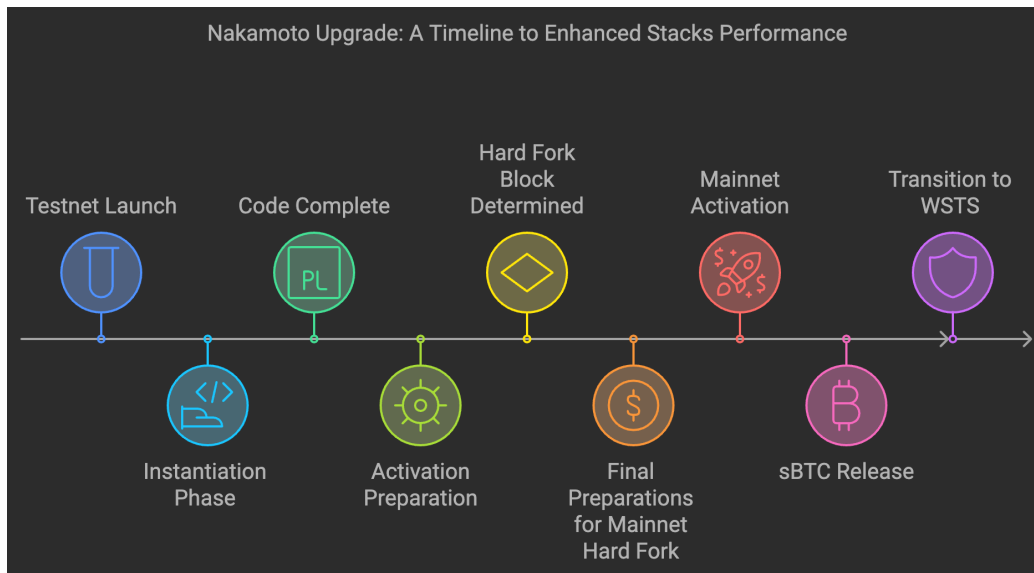 Nakamoto Upgrade: A Timeline to Enhanced Stacks Performance
Testnet Launch
Instantiation
Phase
Code Complete
PL
Activation
Preparation
Hard Fork
Block
Determined
Final
Preparations
for Mainnet
Hard Fork
$
Mainnet
Activation
$
$
sBTC Release
Transition to
WSTS